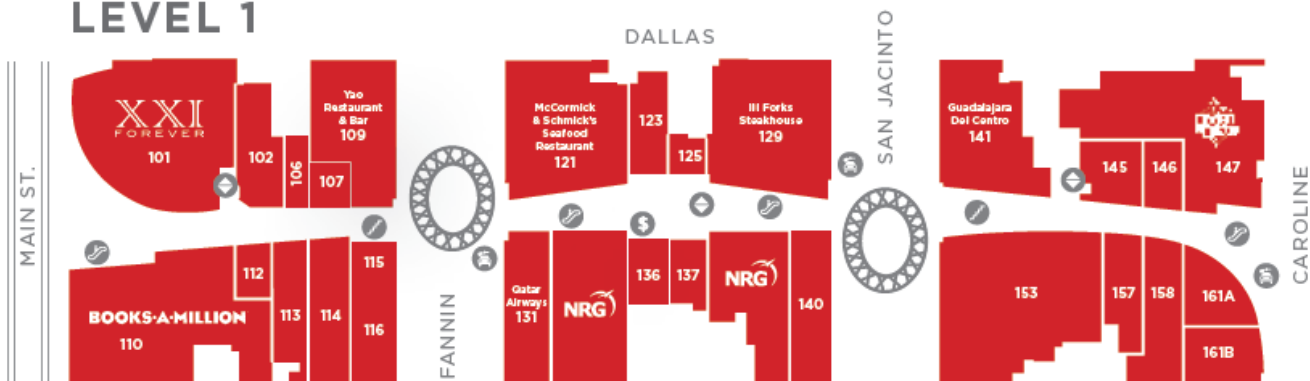 LEVEL 1
DALLAS
SAN JACINTO
MAIN ST.
FANNIN
CAROLINE
XXI
FOREVER
101
102
106
107
Yao
Restaurant
& Bar
109
McCormick
& Schmick's
Seafood
Restaurant
121
123
125
III Forks
Steakhouse
129
Guadalajara
Del Centro
141
145
146
147
BOOKS-A-MILLION
110
112
113
114
115
116
Qatar
Airways
131
NRG
$
136
137
NRG
140
153
157
158
161A
161B